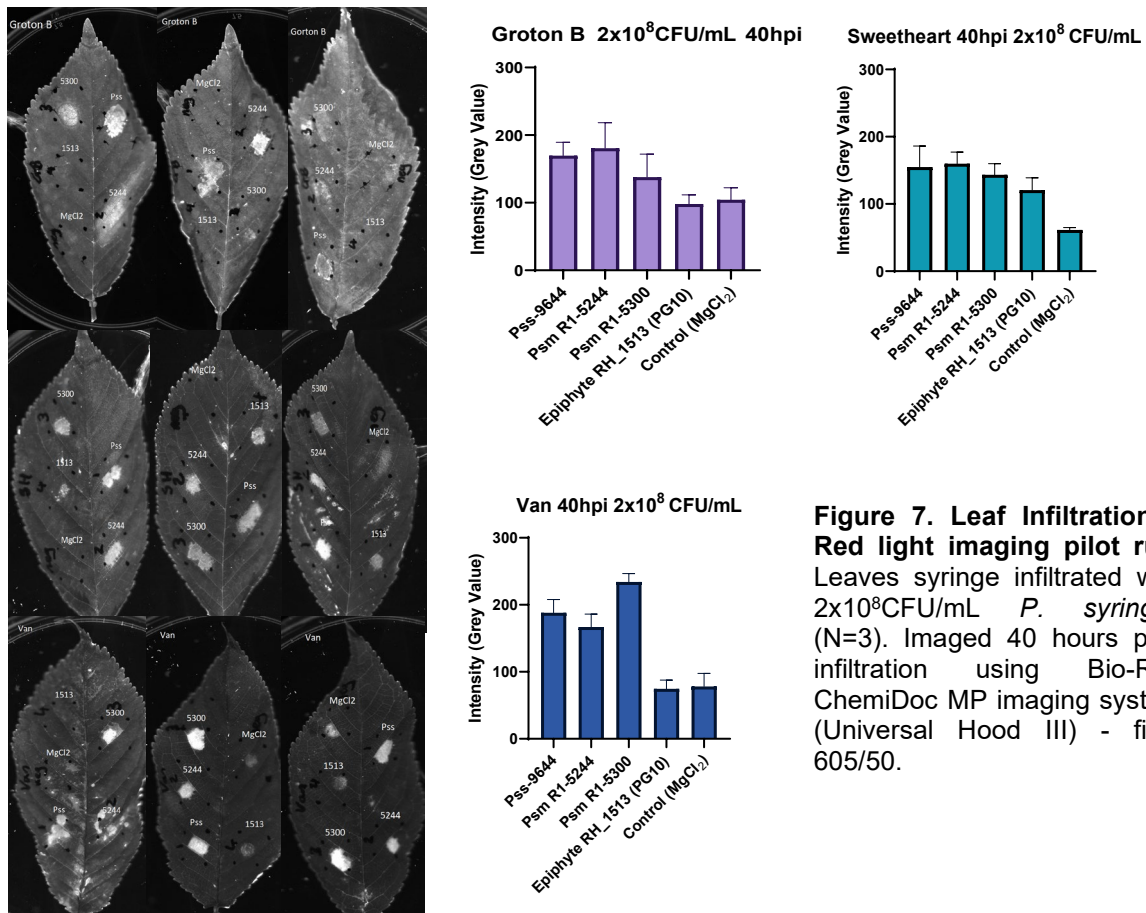 Groton B
5300
Pss
1513
5244
MgCl2
Groton B
MgCl2
5244
Pss
5300
1513
Gorton B
5300
MgCl2
5244
1513
Pss
5300
Pss
1513
5244
MgCl2
SH
MgCl2
1513
5244
Pss
5300
SH
5300
MgCl2
5244
1513
SH
Van
1513
5300
MgCl2
Pss
5244
Van
5300
MgCl2
5244
Pss
1513
Van
MgCl2
Pss
1513
5300
5244
Groton B 2x10⁸CFU/mL 40hpi
Intensity (Grey Value)
300
200
100
0
Pss-9644
Psm R1-5244
Psm R1-5300
Epiphyte RH_1513 (PG10)
Control (MgCl₂)
Sweetheart 40hpi 2x10⁸ CFU/mL
Intensity (Grey Value)
300
200
100
0
Pss-9644
Psm R1-5244
Psm R1-5300
Epiphyte RH_1513 (PG10)
Control (MgCl₂)
Van 40hpi 2x10⁸ CFU/mL
Intensity (Grey Value)
300
200
100
0
Pss-9644
Psm R1-5244
Psm R1-5300
Epiphyte RH_1513 (PG10)
Control (MgCl₂)
Figure 7. Leaf Infiltration
Red light imaging pilot ru
Leaves syringe infiltrated w
2x10⁸CFU/mL P. syring
(N=3). Imaged 40 hours p
infiltration using Bio-R
ChemiDoc MP imaging syst
(Universal Hood III) - fi
605/50.